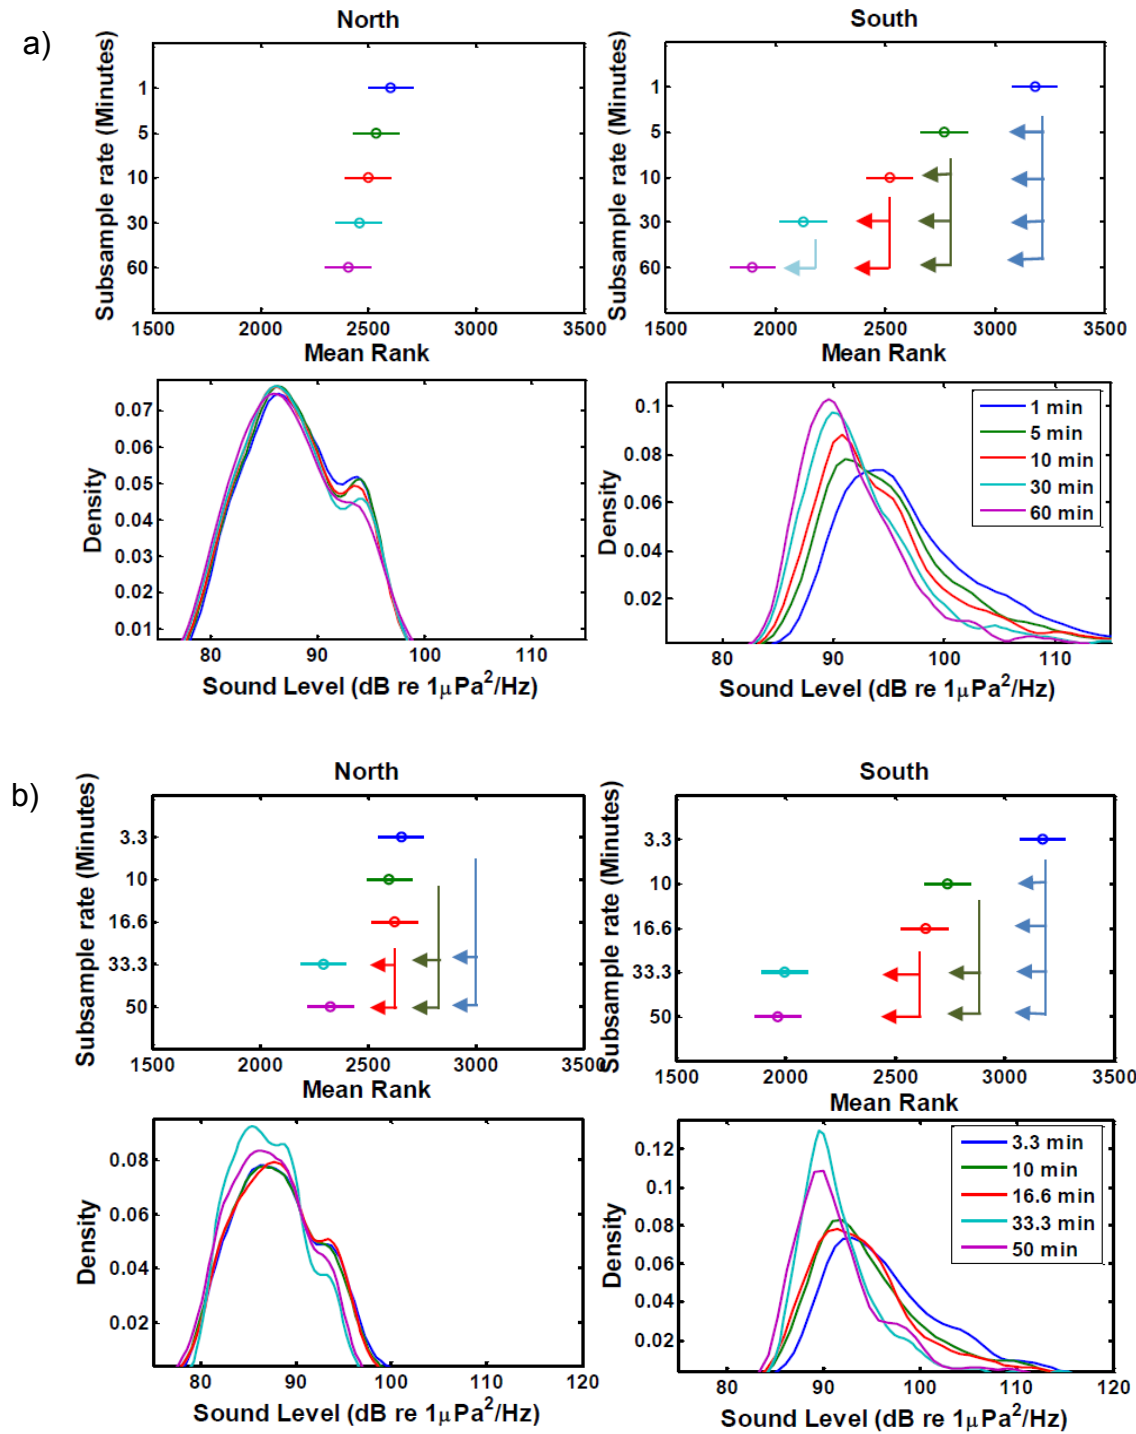 a)
North
Subsample rate (Minutes)
1
5
10
30
60
1500 2000 2500 3000 3500
Mean Rank
South
Subsample rate (Minutes)
1
5
10
30
60
1500 2000 2500 3000 3500
Mean Rank
Density
0.07
0.06
0.05
0.04
0.03
0.02
0.01
80 90 100 110
Sound Level (dB re 1μPa²/Hz)
Density
0.1
0.08
0.06
0.04
0.02
1 min
5 min
10 min
30 min
60 min
80 90 100 110
Sound Level (dB re 1μPa²/Hz)
b)
North
Subsample rate (Minutes)
3.3
10
16.6
33.3
50
1500 2000 2500 3000 3500
Mean Rank
South
Subsample rate (Minutes)
3.3
10
16.6
33.3
50
1500 2000 2500 3000 3500
Mean Rank
Density
0.08
0.06
0.04
0.02
80 90 100 110 120
Sound Level (dB re 1μPa²/Hz)
Density
0.12
0.1
0.08
0.06
0.04
0.02
3.3 min
10 min
16.6 min
33.3 min
50 min
80 90 100 110 120
Sound Level (dB re 1μPa²/Hz)